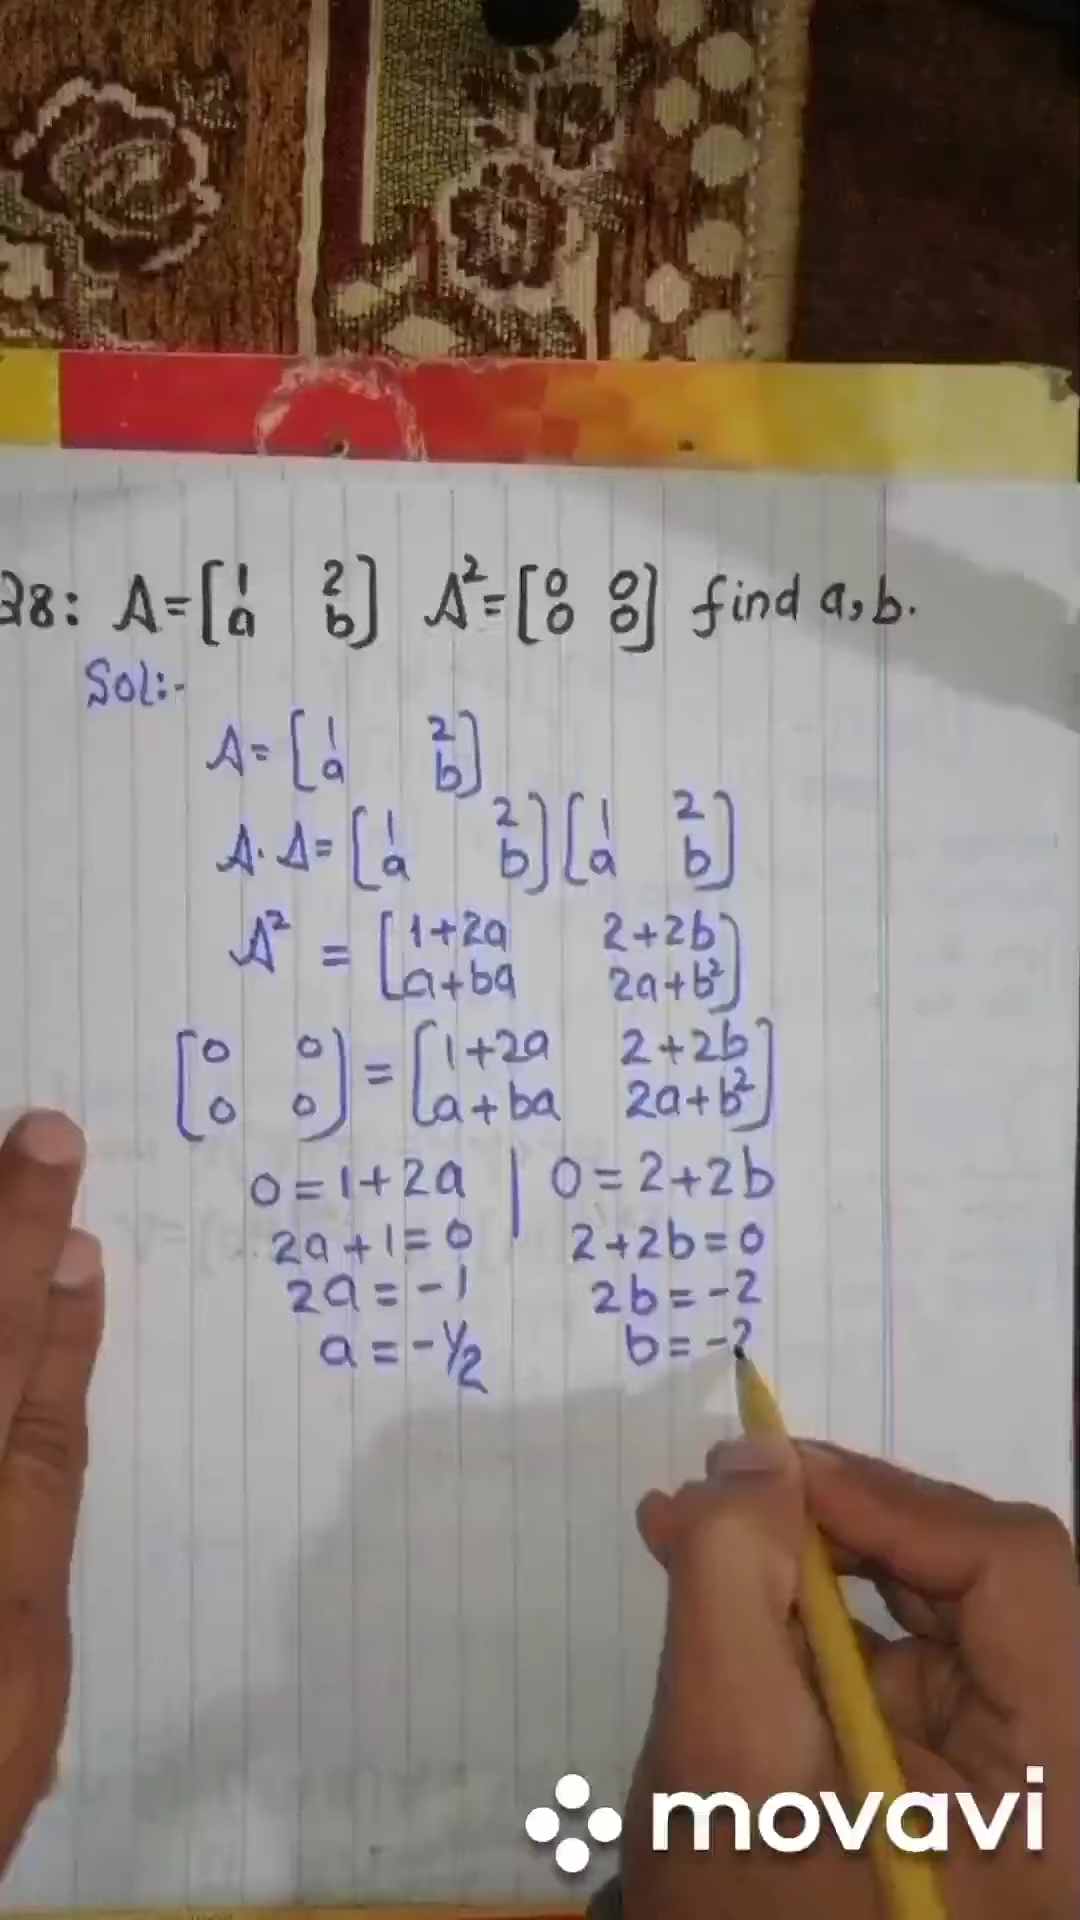 28: A = [1 2 A² = [0 0 find a, b.
a b] 0 0]
Sol:-
A = [1 2
a b]
A. A = [1 2 [1 2
a b] a b]
A² = [1+2a 2+2b
a+ba 2a+b²]
[0 0 = [1+2a 2+2b
0 0] a+ba 2a+b²]
0=1+2a | 0=2+2b
2a+1=0 2+2b=0
2a=-1 2b=-2
a=-1/2 b=-2
movavi